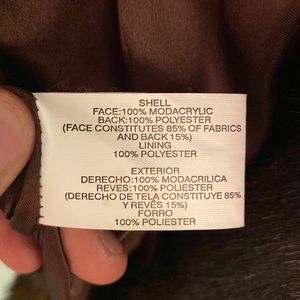 SHELL
FACE:100% MODACRYLIC
BACK:100% POLYESTER
(FACE CONSTITUTES 85% OF FABRICS
AND BACK 15%)
LINING
100% POLYESTER
EXTERIOR
DERECHO:100% MODACRILICA
REVES:100% POLIESTER
(DERECHO DE TELA CONSTITUYE 85%
Y REVÉS 15%)
FORRO
100% POLIESTER